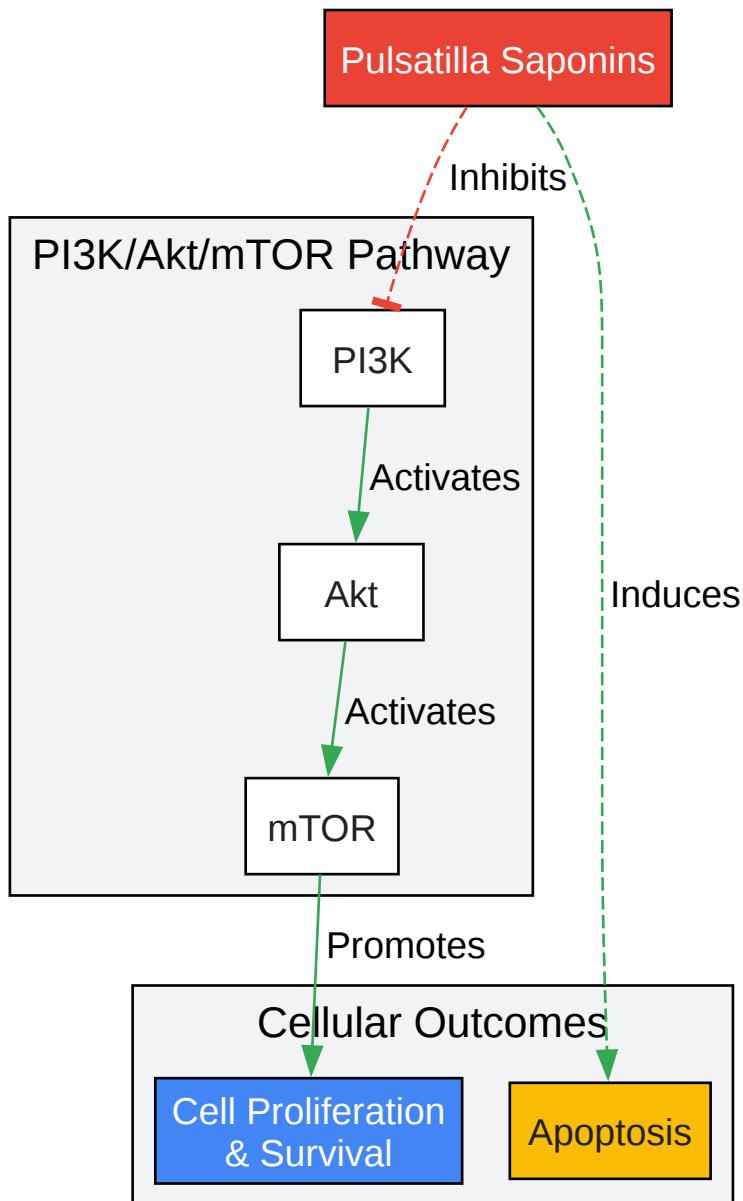 Pulsatilla Saponins
Inhibits
PI3K/Akt/mTOR Pathway
PI3K
Activates
Akt
Induces
Activates
mTOR
Promotes
Cellular Outcomes
Cell Proliferation
& Survival
Apoptosis